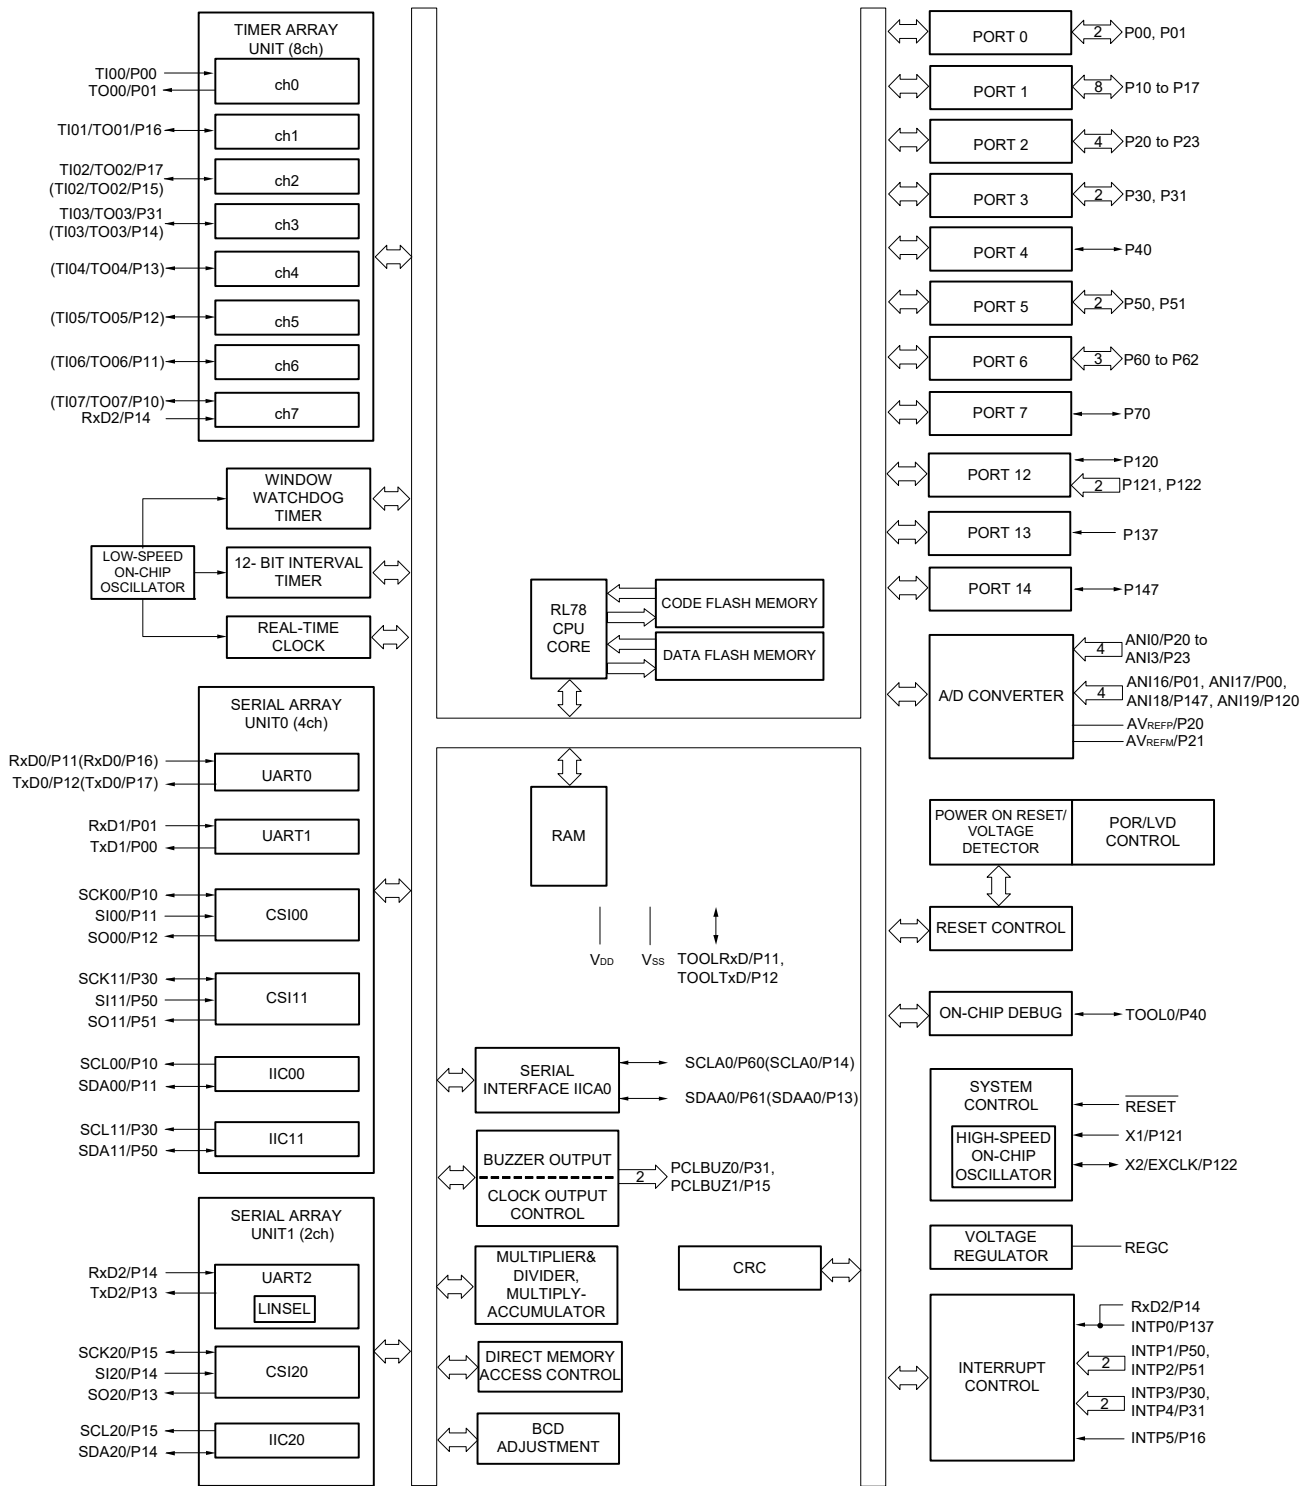 TIMER ARRAY
UNIT (8ch)
TI00/P00
TO00/P01
ch0
TI01/TO01/P16
ch1
TI02/TO02/P17
(TI02/TO02/P15)
ch2
TI03/TO03/P31
(TI03/TO03/P14)
ch3
(TI04/TO04/P13)
ch4
(TI05/TO05/P12)
ch5
(TI06/TO06/P11)
ch6
(TI07/TO07/P10)
RxD2/P14
ch7
WINDOW
WATCHDOG
TIMER
LOW-SPEED
ON-CHIP
OSCILLATOR
12- BIT INTERVAL
TIMER
REAL-TIME
CLOCK
SERIAL ARRAY
UNIT0 (4ch)
RxD0/P11(RxD0/P16)
TxD0/P12(TxD0/P17)
UART0
RxD1/P01
TxD1/P00
UART1
SCK00/P10
SI00/P11
SO00/P12
CSI00
SCK11/P30
SI11/P50
SO11/P51
CSI11
SCL00/P10
SDA00/P11
IIC00
SCL11/P30
SDA11/P50
IIC11
SERIAL ARRAY
UNIT1 (2ch)
RxD2/P14
TxD2/P13
UART2
LINSEL
SCK20/P15
SI20/P14
SO20/P13
CSI20
SCL20/P15
SDA20/P14
IIC20
RL78
CPU
CORE
CODE FLASH MEMORY
DATA FLASH MEMORY
RAM
VDD
VSS
TOOLRxD/P11,
TOOLTxD/P12
SERIAL
INTERFACE IICA0
SCLA0/P60(SCLA0/P14)
SDAA0/P61(SDAA0/P13)
BUZZER OUTPUT
CLOCK OUTPUT
CONTROL
2
PCLBUZ0/P31,
PCLBUZ1/P15
MULTIPLIER&
DIVIDER,
MULTIPLY-
ACCUMULATOR
CRC
DIRECT MEMORY
ACCESS CONTROL
BCD
ADJUSTMENT
PORT 0
2
P00, P01
PORT 1
8
P10 to P17
PORT 2
4
P20 to P23
PORT 3
2
P30, P31
PORT 4
P40
PORT 5
2
P50, P51
PORT 6
3
P60 to P62
PORT 7
P70
PORT 12
P120
2
P121, P122
PORT 13
P137
PORT 14
P147
A/D CONVERTER
4
ANI0/P20 to
ANI3/P23
4
ANI16/P01, ANI17/P00,
ANI18/P147, ANI19/P120
AVREFP/P20
AVREFM/P21
POWER ON RESET/
VOLTAGE
DETECTOR
POR/LVD
CONTROL
RESET CONTROL
ON-CHIP DEBUG
TOOL0/P40
SYSTEM
CONTROL
HIGH-SPEED
ON-CHIP
OSCILLATOR
RESET
X1/P121
X2/EXCLK/P122
VOLTAGE
REGULATOR
REGC
INTERRUPT
CONTROL
RxD2/P14
INTP0/P137
2
INTP1/P50,
INTP2/P51
2
INTP3/P30,
INTP4/P31
INTP5/P16